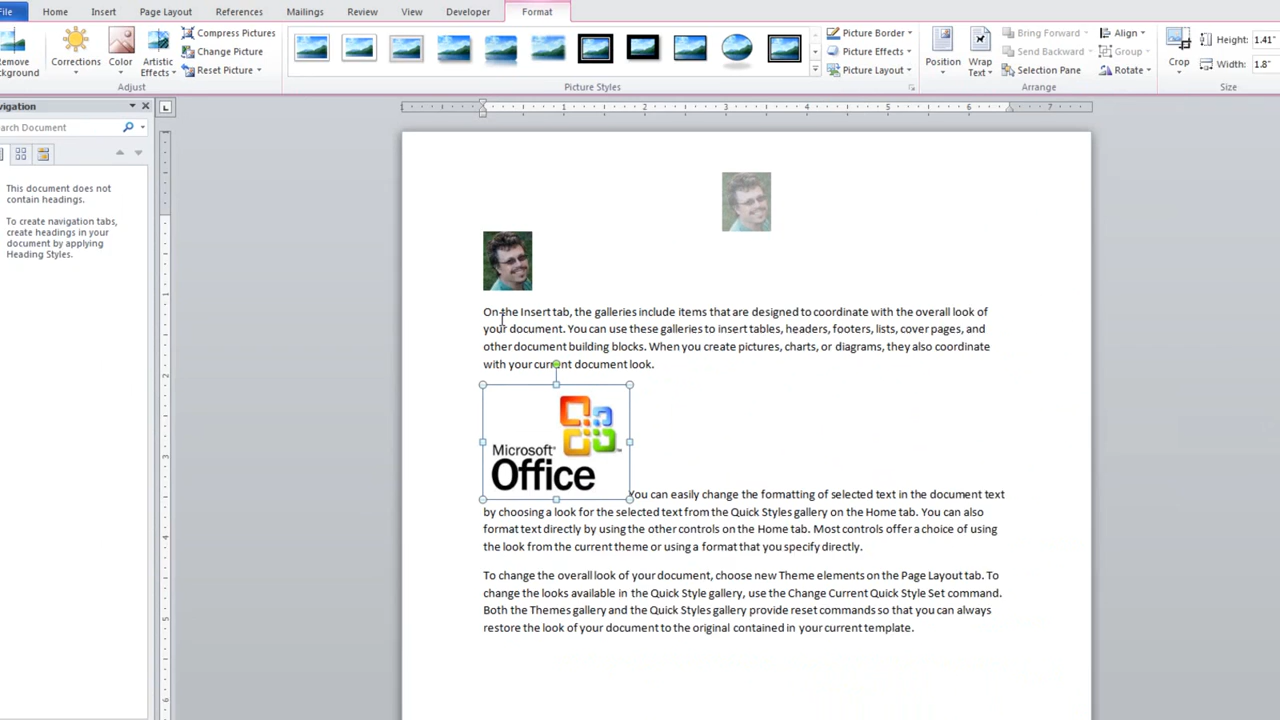 File Home Insert Page Layout References Mailings Review View Developer Format
Compress Pictures
Change Picture
Reset Picture
Corrections Color Artistic Effects
Adjust
Picture Styles
Picture Border
Picture Effects
Picture Layout
Position Wrap Text
Bring Forward
Send Backward
Selection Pane
Align
Group
Rotate
Arrange
Crop
Height: 1.41"
Width: 1.8"
Size
1 2 3 4 5 6 7
This document does not
contain headings.
To create navigation tabs,
create headings in your
document by applying
Heading Styles.
1
2
3
4
5
6
On the Insert tab, the galleries include items that are designed to coordinate with the overall look of
your document. You can use these galleries to insert tables, headers, footers, lists, cover pages, and
other document building blocks. When you create pictures, charts, or diagrams, they also coordinate
with your current document look.
Microsoft®
Office
You can easily change the formatting of selected text in the document text
by choosing a look for the selected text from the Quick Styles gallery on the Home tab. You can also
format text directly by using the other controls on the Home tab. Most controls offer a choice of using
the look from the current theme or using a format that you specify directly.
To change the overall look of your document, choose new Theme elements on the Page Layout tab. To
change the looks available in the Quick Style gallery, use the Change Current Quick Style Set command.
Both the Themes gallery and the Quick Styles gallery provide reset commands so that you can always
restore the look of your document to the original contained in your current template.